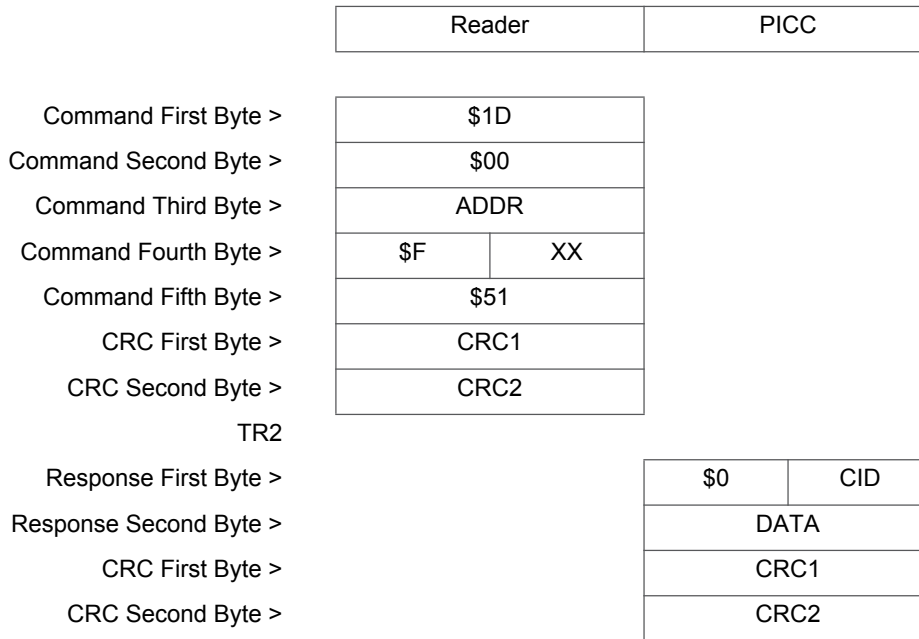 Reader PICC
Command First Byte > $1D
Command Second Byte > $00
Command Third Byte > ADDR
Command Fourth Byte > $F XX
Command Fifth Byte > $51
CRC First Byte > CRC1
CRC Second Byte > CRC2
TR2
Response First Byte > $0 CID
Response Second Byte > DATA
CRC First Byte > CRC1
CRC Second Byte > CRC2